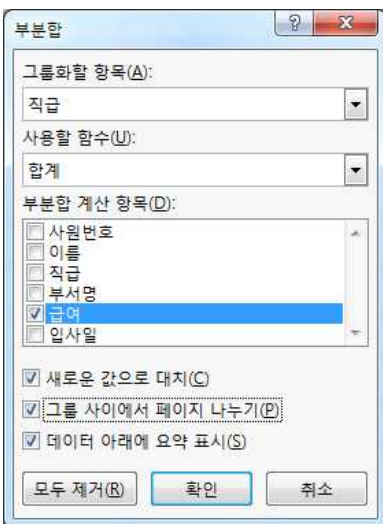 부분합
그룹화할 항목(A):
직급
사용할 함수(U):
합계
부분합 계산 항목(D):
사원번호
이름
직급
부서명
급여
입사일
새로운 값으로 대치(C)
그룹 사이에서 페이지 나누기(P)
데이터 아래에 요약 표시(S)
모두 제거(R) 확인 취소